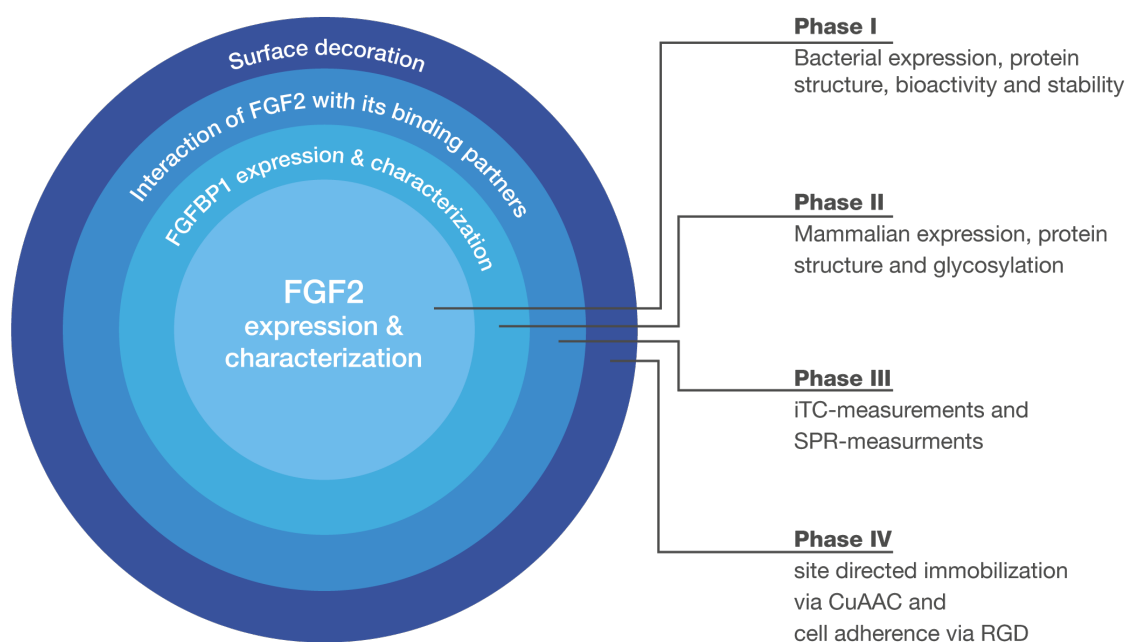 Surface decoration
Interaction of FGF2 with its binding partners
FGFBP1 expression & characterization
FGF2
expression &
characterization
Phase I
Bacterial expression, protein
structure, bioactivity and stability
Phase II
Mammalian expression, protein
structure and glycosylation
Phase III
iTC-measurements and
SPR-measurments
Phase IV
site directed immobilization
via CuAAC and
cell adherence via RGD